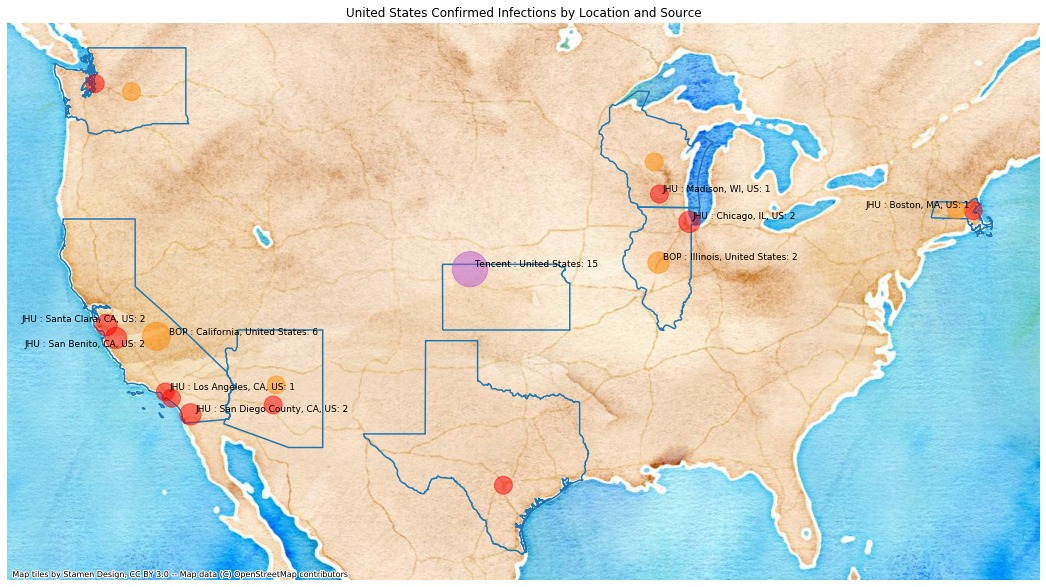 United States Confirmed Infections by Location and Source
JHU : Madison, WI, US: 1
JHU : Boston, MA, US: 1
JHU : Chicago, IL, US: 2
BOP : Illinois, United States: 2
Tencent : United States: 15
JHU : Santa Clara, CA, US: 2
BOP : California, United States: 6
JHU : San Benito, CA, US: 2
JHU : Los Angeles, CA, US: 1
JHU : San Diego County, CA, US: 2
Map tiles by Stamen Design, CC BY 3.0 -- Map data (C) OpenStreetMap contributors